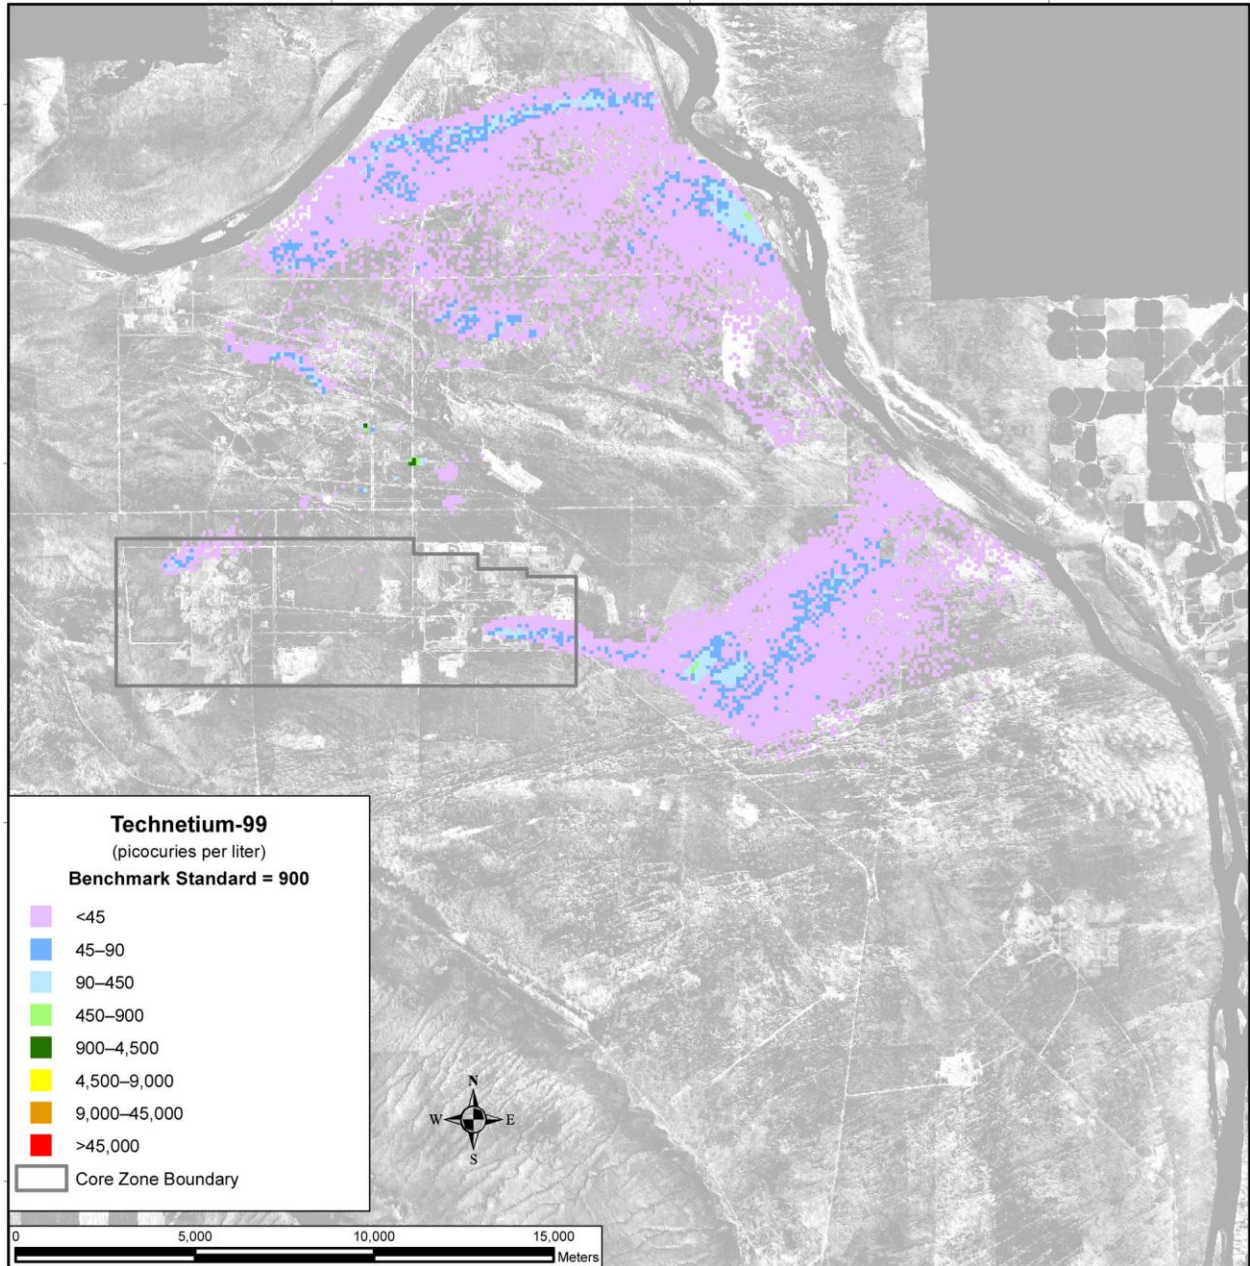 Technetium-99
(picocuries per liter)
Benchmark Standard = 900
<45
45–90
90–450
450–900
900–4,500
4,500–9,000
9,000–45,000
>45,000
Core Zone Boundary
N
W E
S
0 5,000 10,000 15,000
Meters